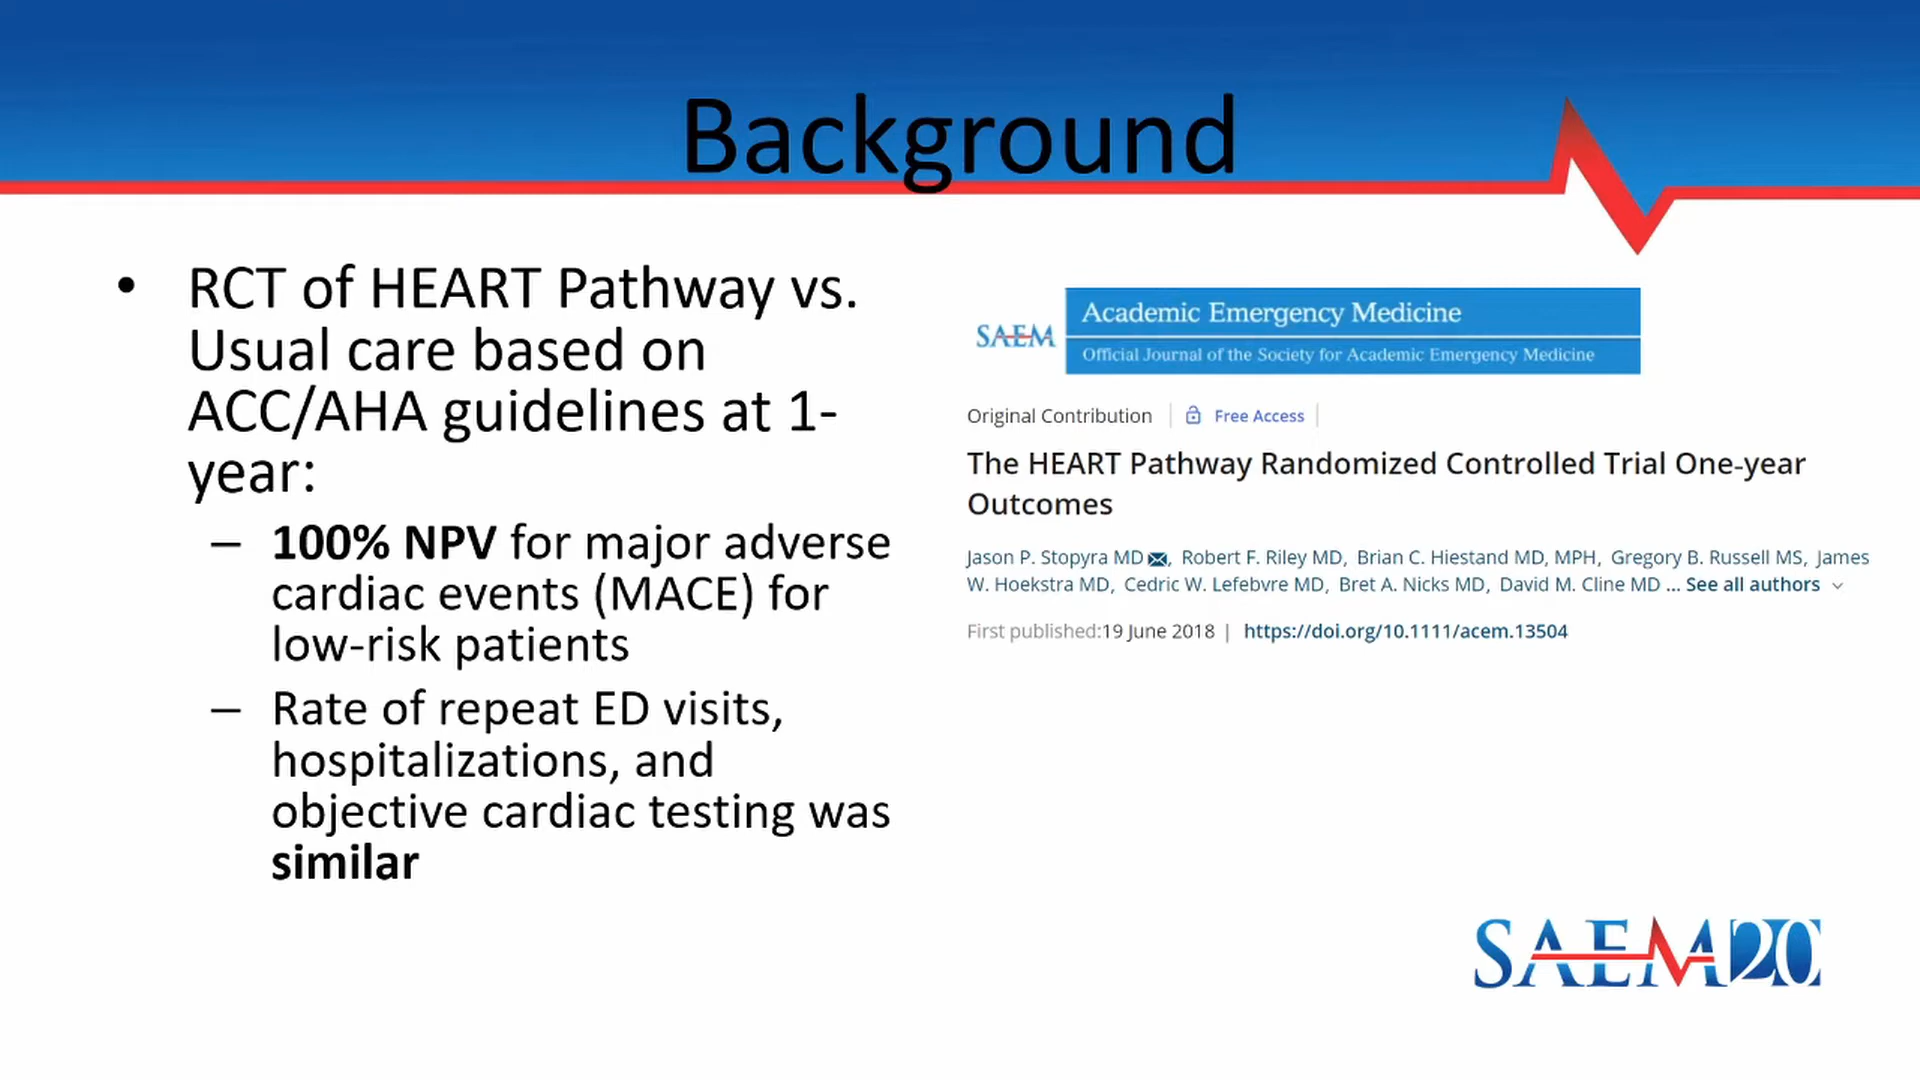 Background
• RCT of HEART Pathway vs.
Usual care based on
ACC/AHA guidelines at 1-
year:
– 100% NPV for major adverse
cardiac events (MACE) for
low-risk patients
– Rate of repeat ED visits,
hospitalizations, and
objective cardiac testing was
similar
SAEM
Academic Emergency Medicine
Official Journal of the Society for Academic Emergency Medicine
Original Contribution | Free Access |
The HEART Pathway Randomized Controlled Trial One-year
Outcomes
Jason P. Stopyra MD, Robert F. Riley MD, Brian C. Hiestand MD, MPH, Gregory B. Russell MS, James
W. Hoekstra MD, Cedric W. Lefebvre MD, Bret A. Nicks MD, David M. Cline MD ... See all authors
First published:19 June 2018 | https://doi.org/10.1111/acem.13504
SAEM20